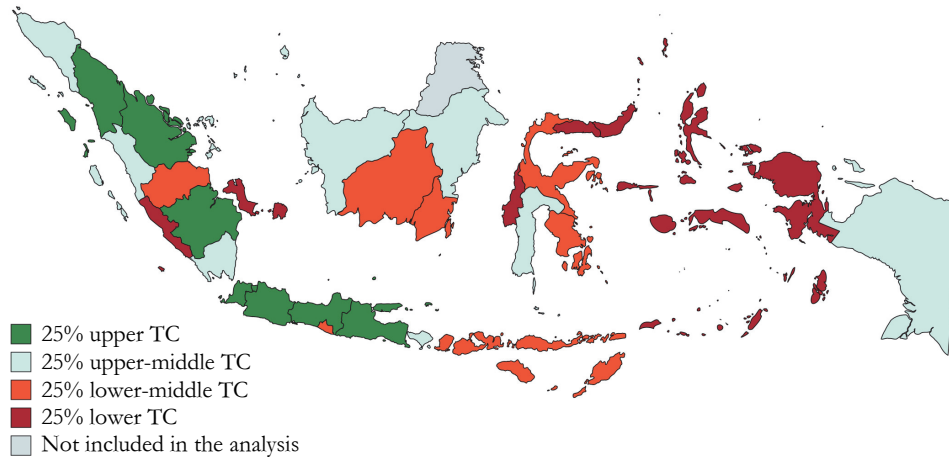 25% upper TC
25% upper-middle TC
25% lower-middle TC
25% lower TC
Not included in the analysis